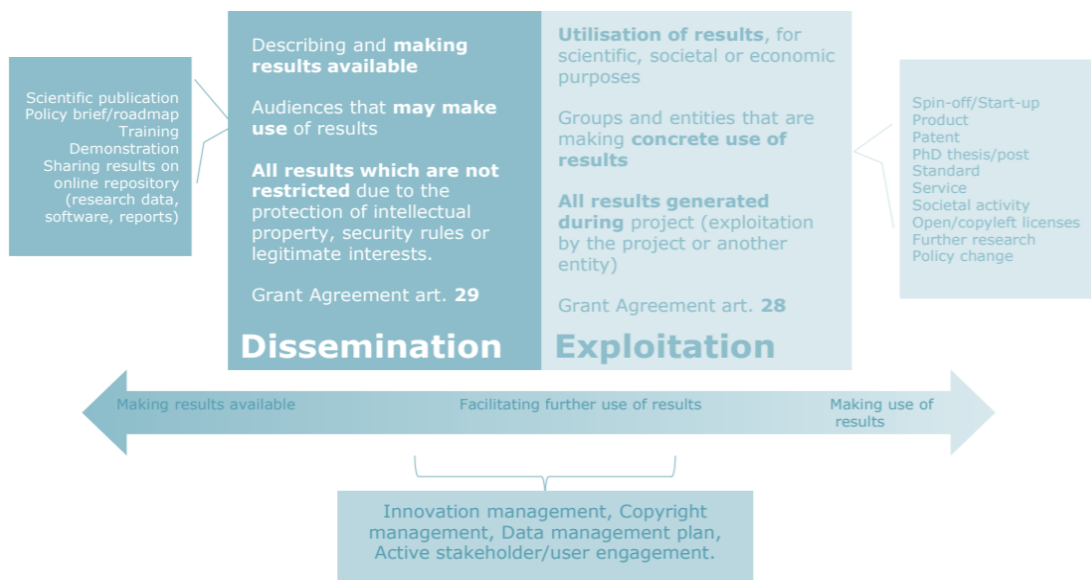 Scientific publication
Policy brief/roadmap
Training
Demonstration
Sharing results on
online repository
(research data,
software, reports)
Describing and making
results available
Audiences that may make
use of results
All results which are not
restricted due to the
protection of intellectual
property, security rules or
legitimate interests.
Grant Agreement art. 29
Dissemination
Utilisation of results, for
scientific, societal or economic
purposes
Groups and entities that are
making concrete use of
results
All results generated
during project (exploitation
by the project or another
entity)
Grant Agreement art. 28
Exploitation
Spin-off/Start-up
Product
Patent
PhD thesis/post
Standard
Service
Societal activity
Open/copyleft licenses
Further research
Policy change
Making results available
Facilitating further use of results
Making use of
results
Innovation management, Copyright
management, Data management plan,
Active stakeholder/user engagement.